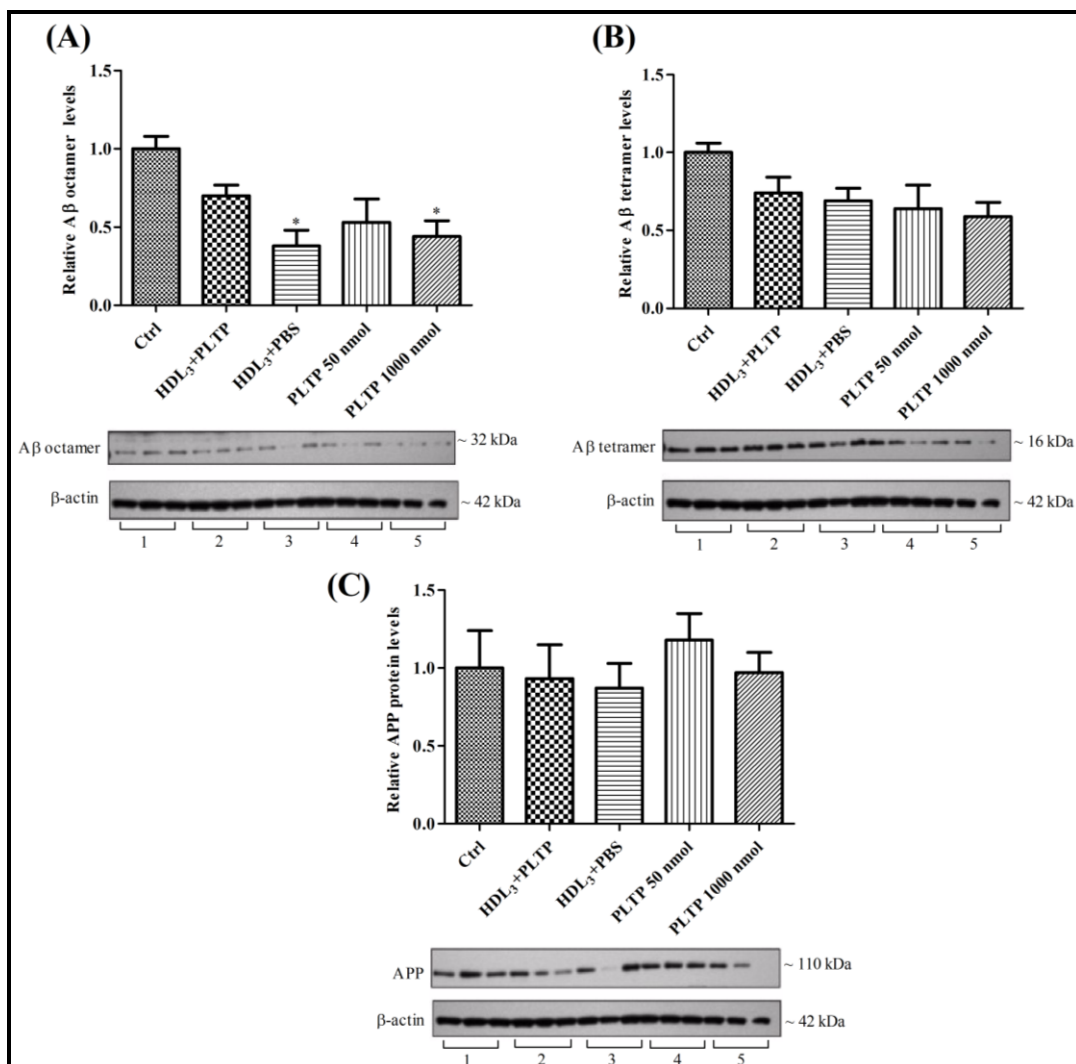 (A)
Relative Aβ octamer levels
1.5
1.0
0.5
0.0
*
*
Ctrl
HDL₃+PLTP
HDL₃+PBS
PLTP 50 nmol
PLTP 1000 nmol
Aβ octamer
~ 32 kDa
β-actin
~ 42 kDa
1 2 3 4 5
(B)
Relative Aβ tetramer levels
1.5
1.0
0.5
0.0
Ctrl
HDL₃+PLTP
HDL₃+PBS
PLTP 50 nmol
PLTP 1000 nmol
Aβ tetramer
~ 16 kDa
β-actin
~ 42 kDa
1 2 3 4 5
(C)
Relative APP protein levels
1.5
1.0
0.5
0.0
Ctrl
HDL₃+PLTP
HDL₃+PBS
PLTP 50 nmol
PLTP 1000 nmol
APP
~ 110 kDa
β-actin
~ 42 kDa
1 2 3 4 5